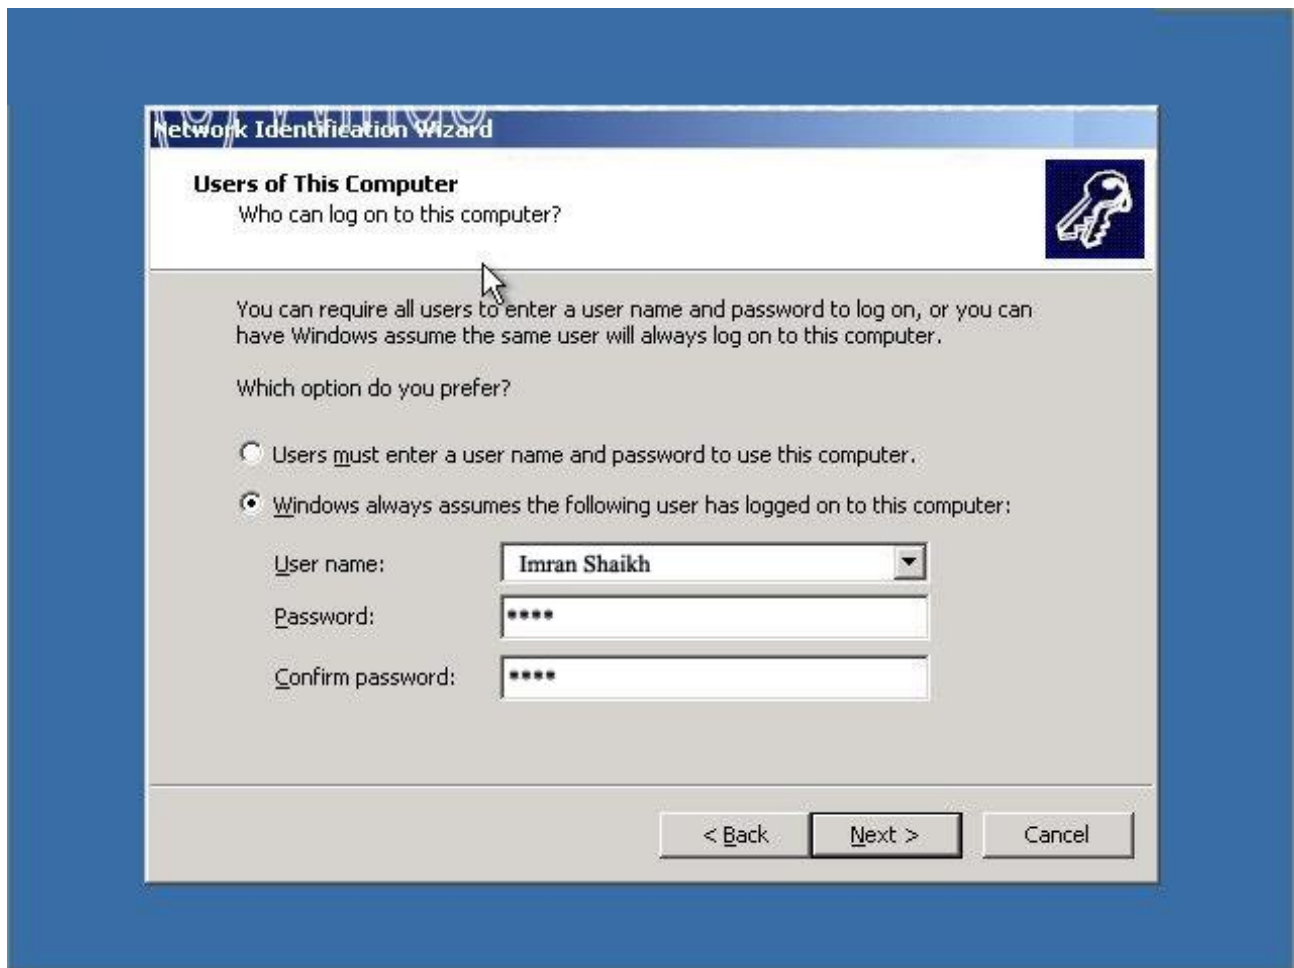 Network Identification Wizard
Users of This Computer
Who can log on to this computer?
You can require all users to enter a user name and password to log on, or you can
have Windows assume the same user will always log on to this computer.
Which option do you prefer?
Users must enter a user name and password to use this computer.
Windows always assumes the following user has logged on to this computer:
User name: Imran Shaikh
Password: ****
Confirm password: ****
< Back Next > Cancel